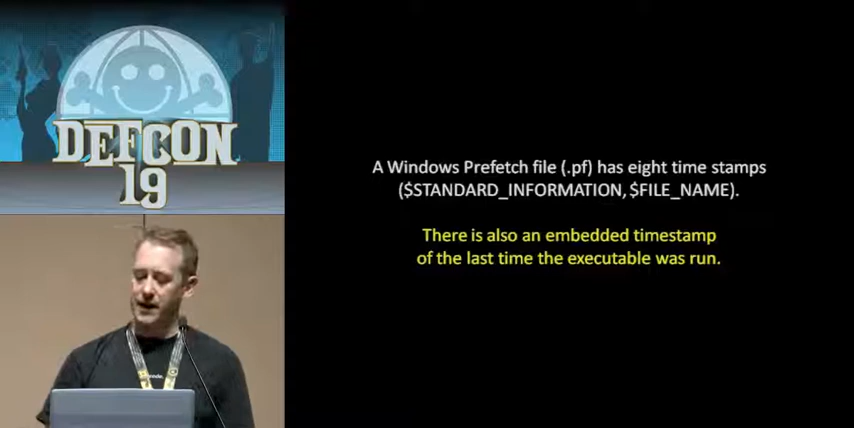 DEFCON
19
A Windows Prefetch file (.pf) has eight time stamps
($STANDARD_INFORMATION, $FILE_NAME).
There is also an embedded timestamp
of the last time the executable was run.